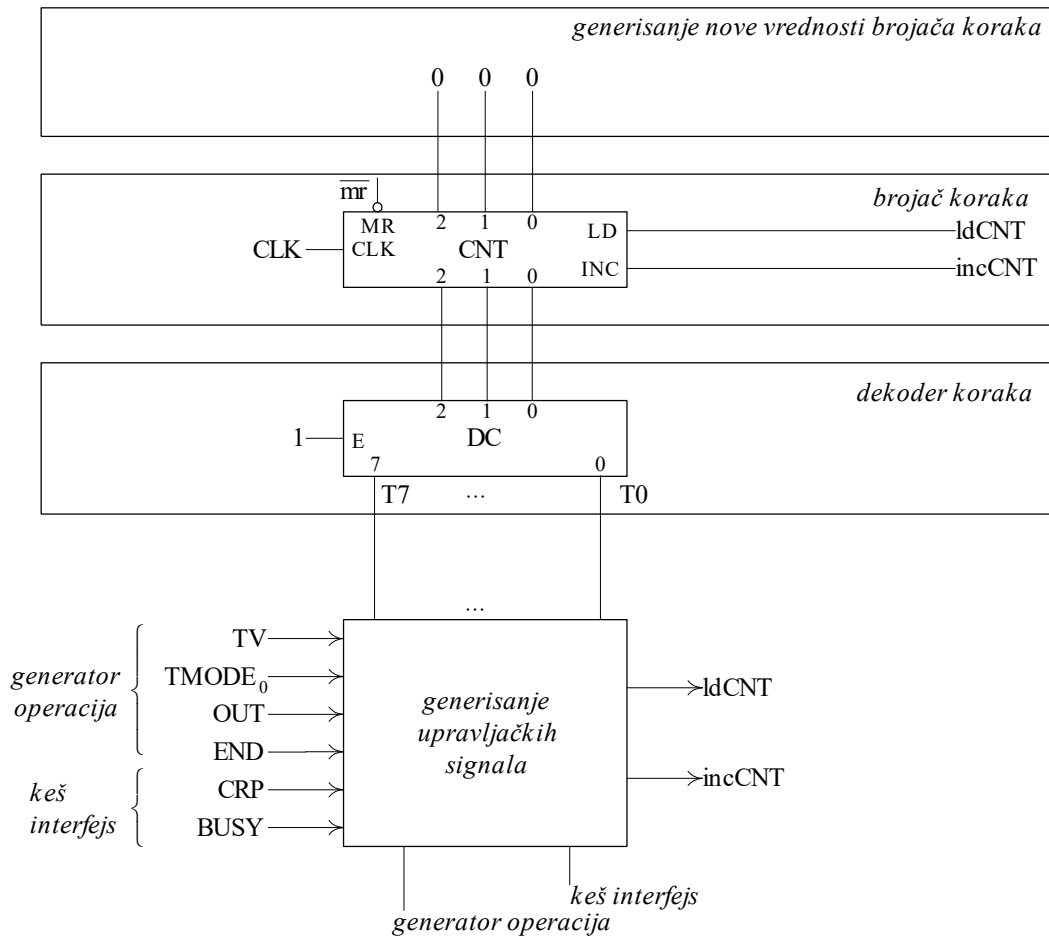 generisanje nove vrednosti brojača koraka
0 0 0
brojač koraka
mr
MR 2 1 0 LD ldCNT
CLK CLK CNT
INC incCNT
2 1 0
dekoder koraka
2 1 0
1 E DC
7 0
T7 ... T0
...
generator
operacija
TV
TMODE0
OUT
END
keš
interfejs
CRP
BUSY
generisanje
upravljačkih
signala
ldCNT
incCNT
keš interfejs
generator operacija